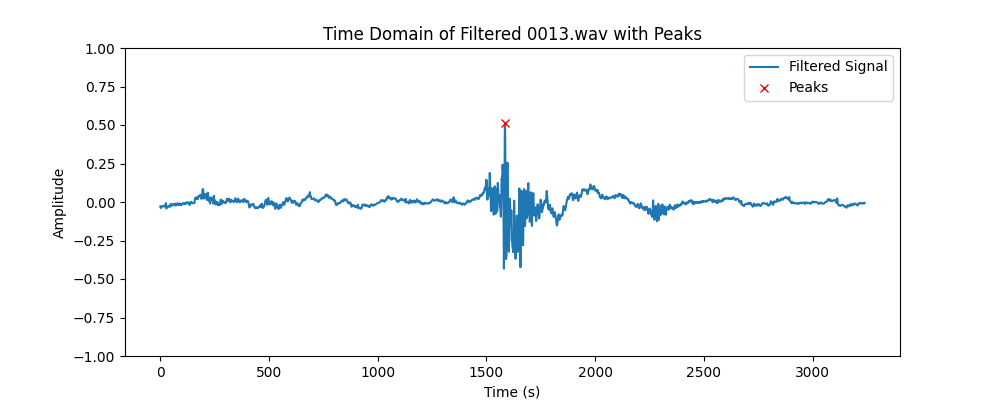 Time Domain of Filtered 0013.wav with Peaks
1.00
0.75
0.50
0.25
0.00
−0.25
−0.50
−0.75
−1.00
Amplitude
Filtered Signal
Peaks
0 500 1000 1500 2000 2500 3000
Time (s)